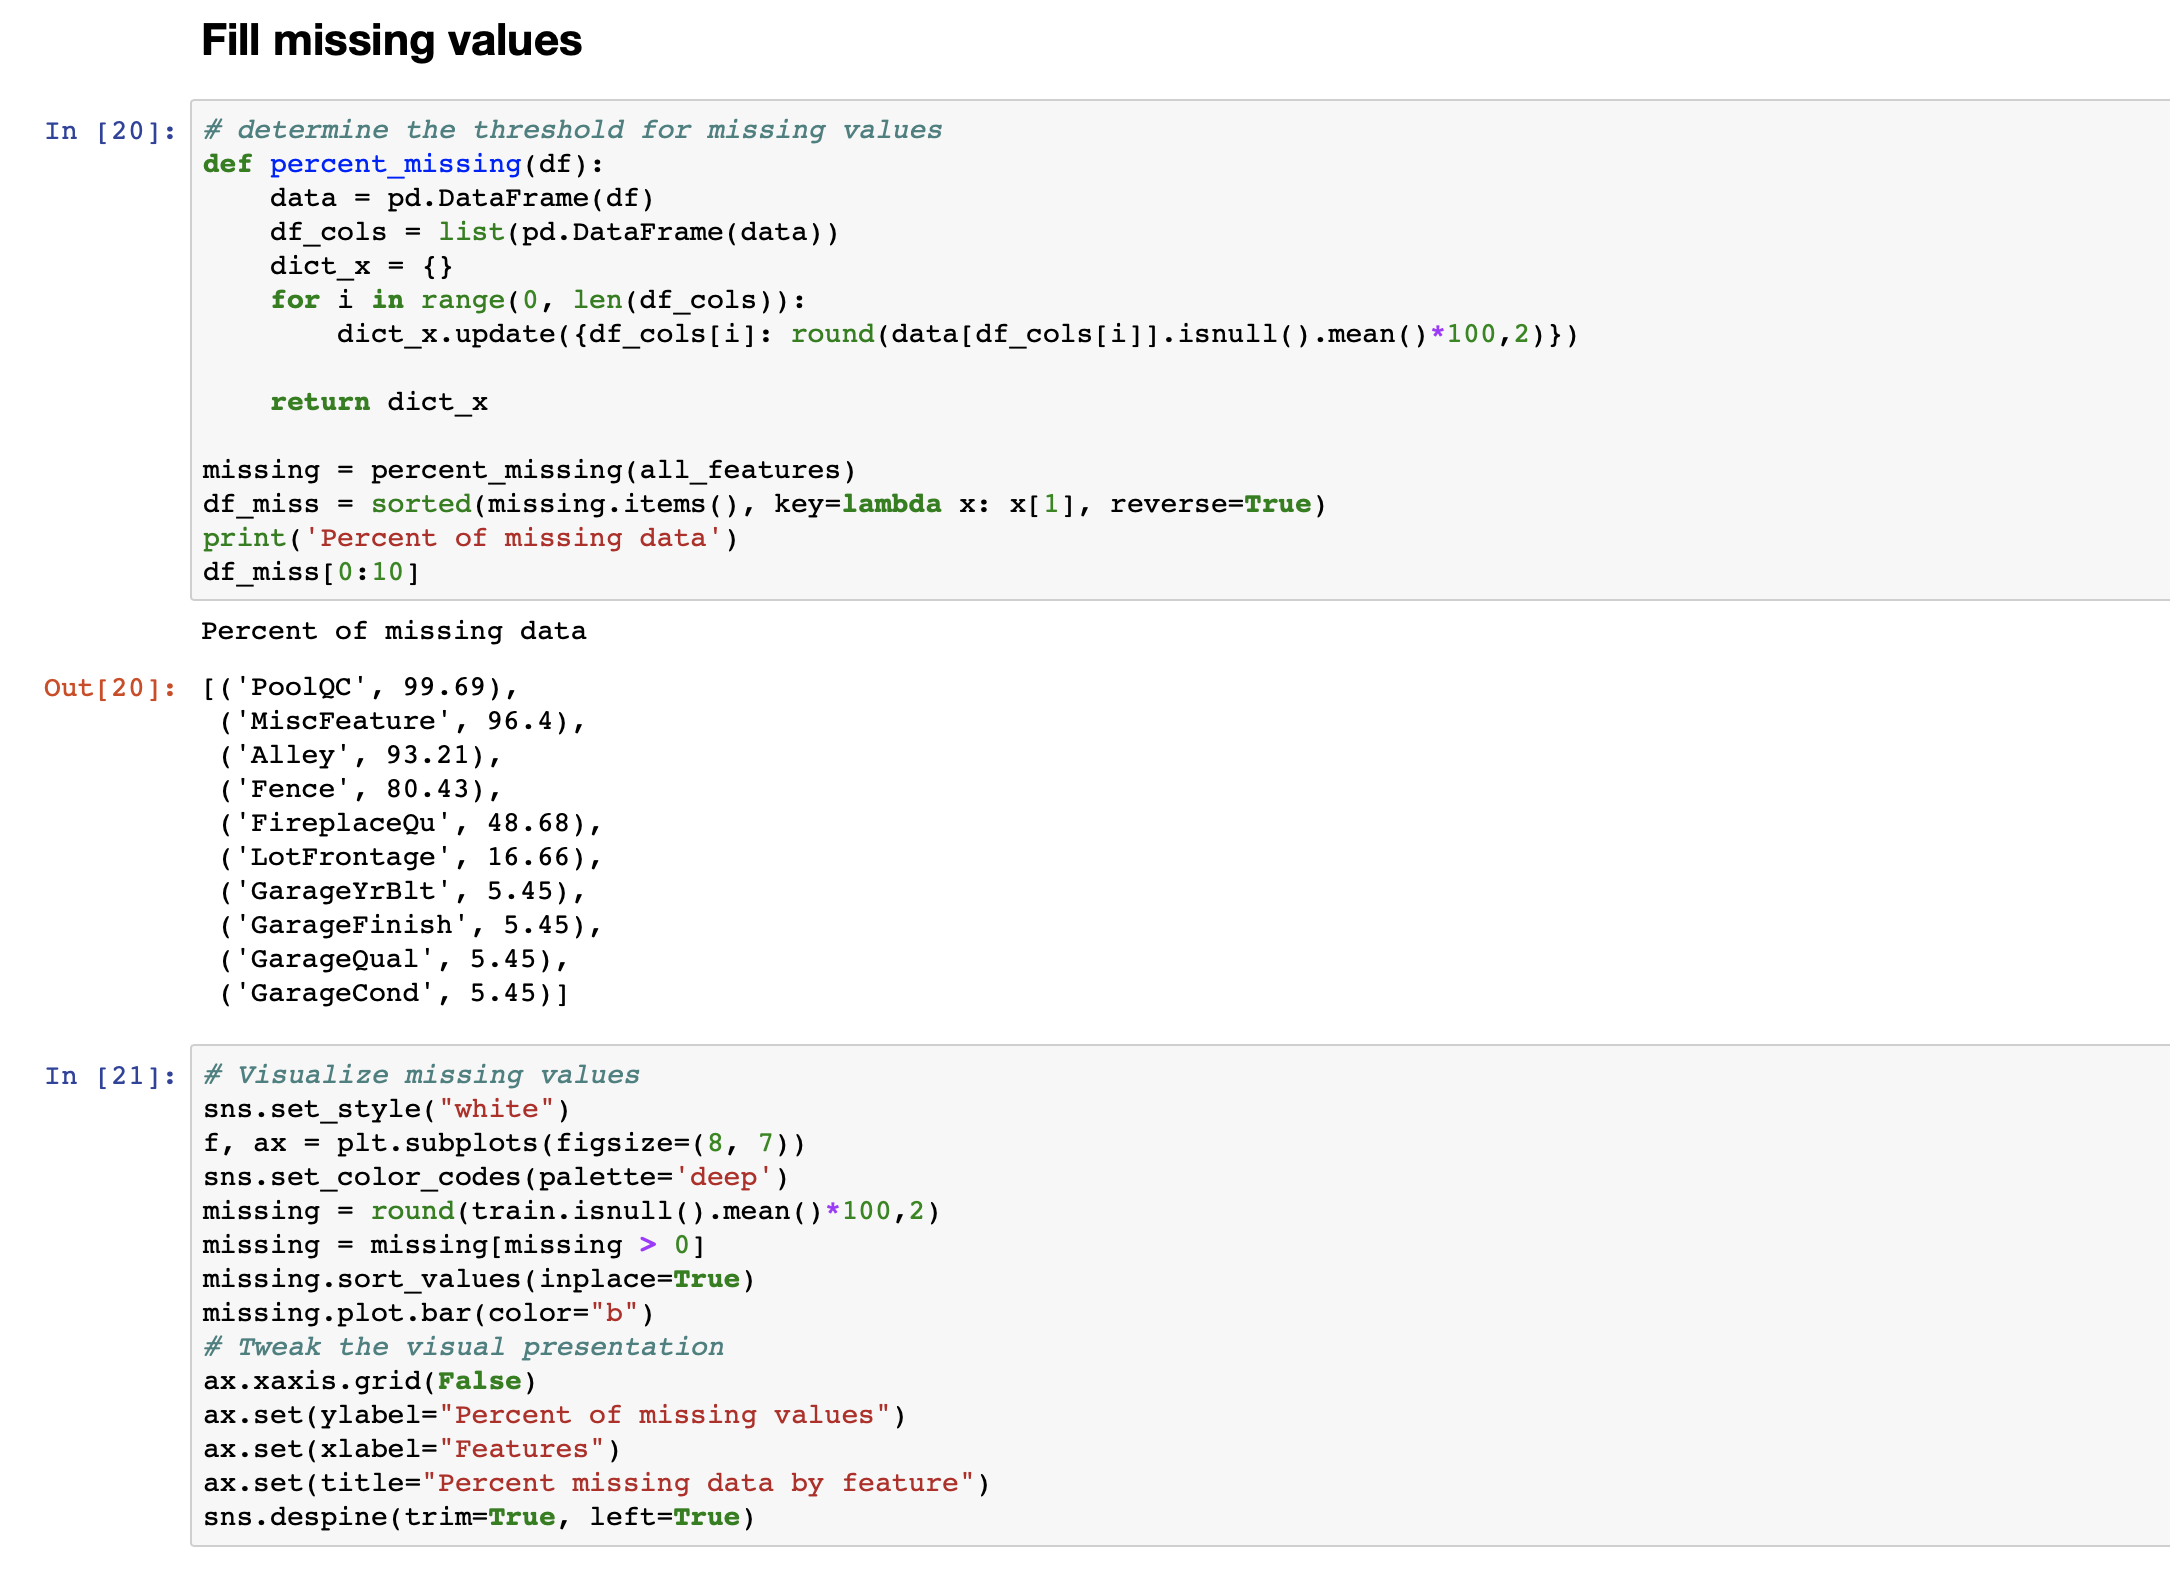 Fill missing values
In [20]:
# determine the threshold for missing values
def percent_missing(df):
    data = pd.DataFrame(df)
    df_cols = list(pd.DataFrame(data))
    dict_x = {}
    for i in range(0, len(df_cols)):
        dict_x.update({df_cols[i]: round(data[df_cols[i]].isnull().mean()*100,2)})
    return dict_x
missing = percent_missing(all_features)
df_miss = sorted(missing.items(), key=lambda x: x[1], reverse=True)
print('Percent of missing data')
df_miss[0:10]
Percent of missing data
Out[20]: [('PoolQC', 99.69),
 ('MiscFeature', 96.4),
 ('Alley', 93.21),
 ('Fence', 80.43),
 ('FireplaceQu', 48.68),
 ('LotFrontage', 16.66),
 ('GarageYrBlt', 5.45),
 ('GarageFinish', 5.45),
 ('GarageQual', 5.45),
 ('GarageCond', 5.45)]
In [21]:
# Visualize missing values
sns.set_style("white")
f, ax = plt.subplots(figsize=(8, 7))
sns.set_color_codes(palette='deep')
missing = round(train.isnull().mean()*100,2)
missing = missing[missing > 0]
missing.sort_values(inplace=True)
missing.plot.bar(color="b")
# Tweak the visual presentation
ax.xaxis.grid(False)
ax.set(ylabel="Percent of missing values")
ax.set(xlabel="Features")
ax.set(title="Percent missing data by feature")
sns.despine(trim=True, left=True)